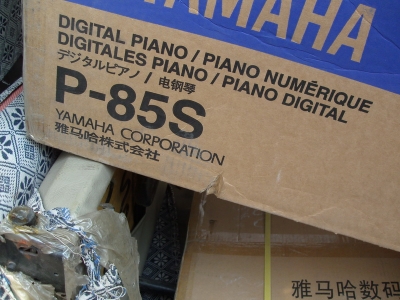 YAMAHA
DIGITAL PIANO / PIANO NUMÉRIQUE
DIGITALES PIANO / PIANO DIGITAL
デジタルピアノ / 电钢琴
P-85S
YAMAHA CORPORATION
雅马哈株式会社
雅马哈数码